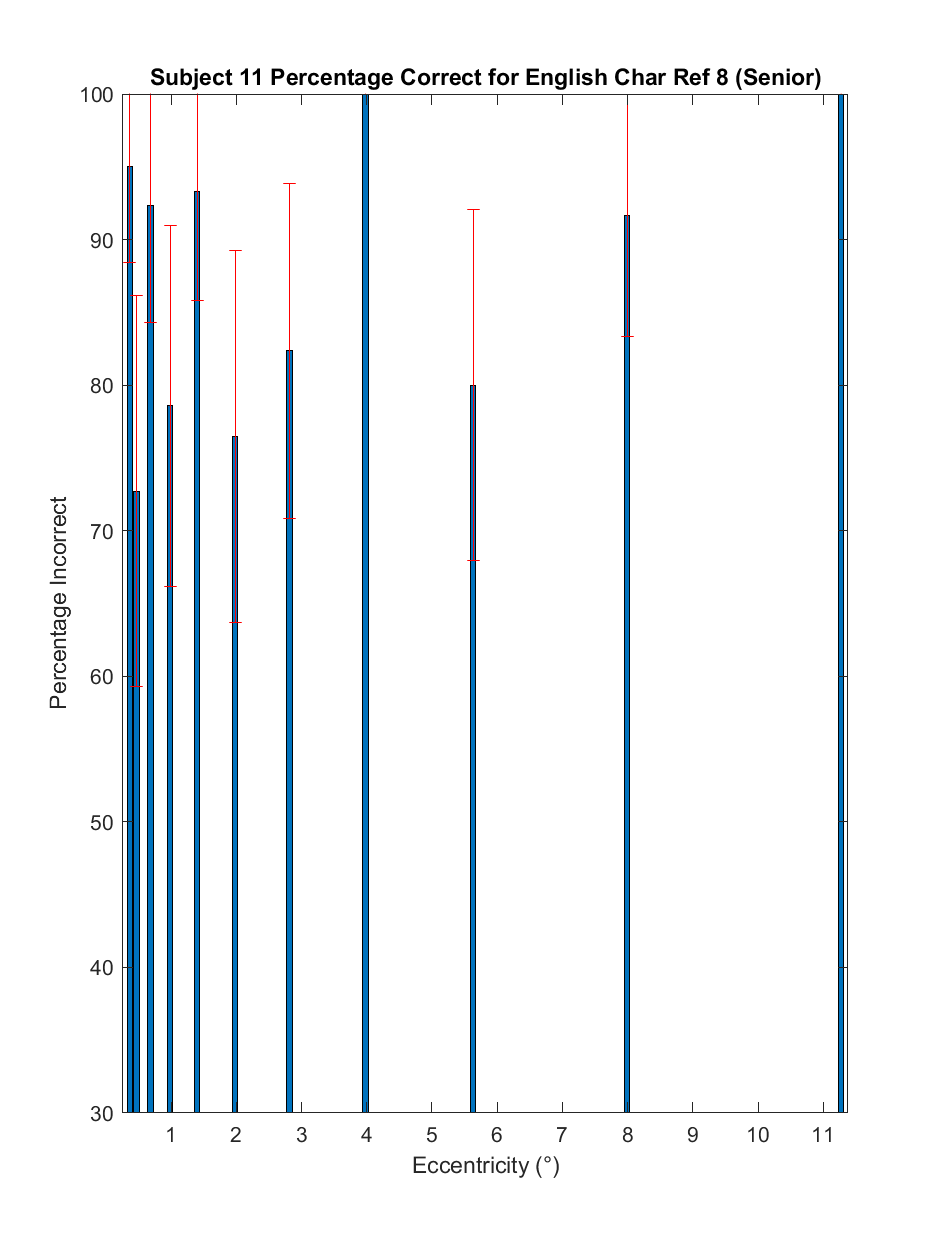 Subject 11 Percentage Correct for English Char Ref 8 (Senior)
100
90
80
70
60
50
40
30
Percentage Incorrect
1 2 3 4 5 6 7 8 9 10 11
Eccentricity (°)